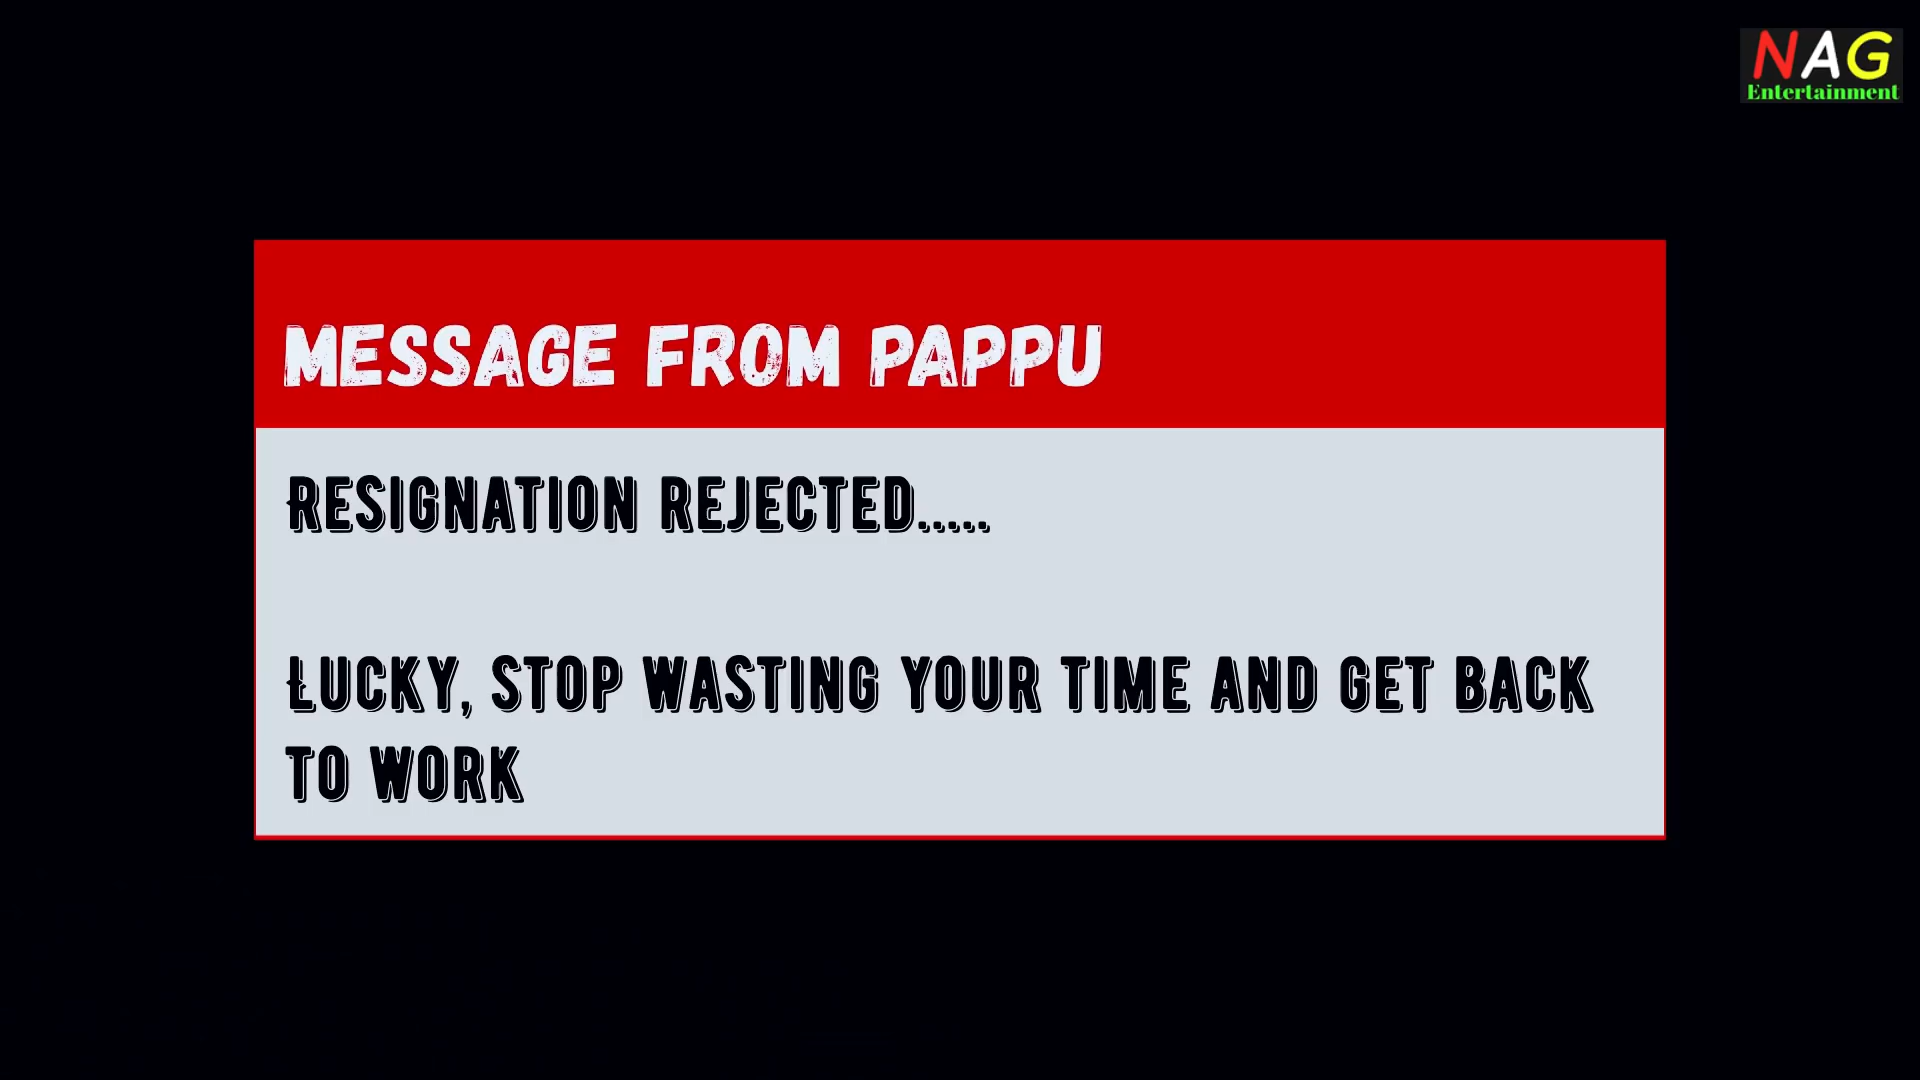 NAG
Entertainment
MESSAGE FROM PAPPU
RESIGNATION REJECTED.....
LUCKY, STOP WASTING YOUR TIME AND GET BACK
TO WORK